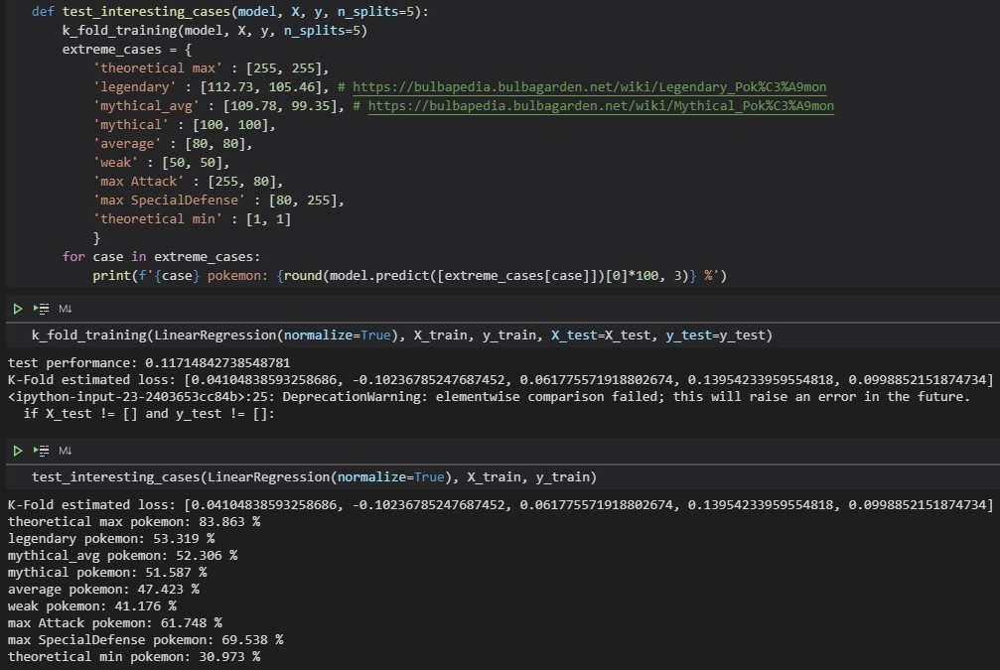 def test_interesting_cases(model, X, y, n_splits=5):
k_fold_training(model, X, y, n_splits=5)
extreme_cases = {
'theoretical max' : [255, 255],
'legendary' : [112.73, 105.46], # https://bulbapedia.bulbagarden.net/wiki/Legendary_Pok%C3%A9mon
'mythical_avg' : [109.78, 99.35], # https://bulbapedia.bulbagarden.net/wiki/Mythical_Pok%C3%A9mon
'mythical' : [100, 100],
'average' : [80, 80],
'weak' : [50, 50],
'max Attack' : [255, 80],
'max SpecialDefense' : [80, 255],
'theoretical min' : [1, 1]
}
for case in extreme_cases:
print(f'{case} pokemon: {round(model.predict([extreme_cases[case]])[0]*100, 3)} %')
M↓
k_fold_training(LinearRegression(normalize=True), X_train, y_train, X_test=X_test, y_test=y_test)
test performance: 0.11714842738548781
K-Fold estimated loss: [0.04104838593258686, -0.10236785247687452, 0.061775571918802674, 0.13954233959554818, 0.0998852151874734]
<ipython-input-23-2403653cc84b>:25: DeprecationWarning: elementwise comparison failed; this will raise an error in the future.
if X_test != [] and y_test != []:
M↓
test_interesting_cases(LinearRegression(normalize=True), X_train, y_train)
K-Fold estimated loss: [0.04104838593258686, -0.10236785247687452, 0.061775571918802674, 0.13954233959554818, 0.0998852151874734]
theoretical max pokemon: 83.863 %
legendary pokemon: 53.319 %
mythical_avg pokemon: 52.306 %
mythical pokemon: 51.587 %
average pokemon: 47.423 %
weak pokemon: 41.176 %
max Attack pokemon: 61.748 %
max SpecialDefense pokemon: 69.538 %
theoretical min pokemon: 30.973 %